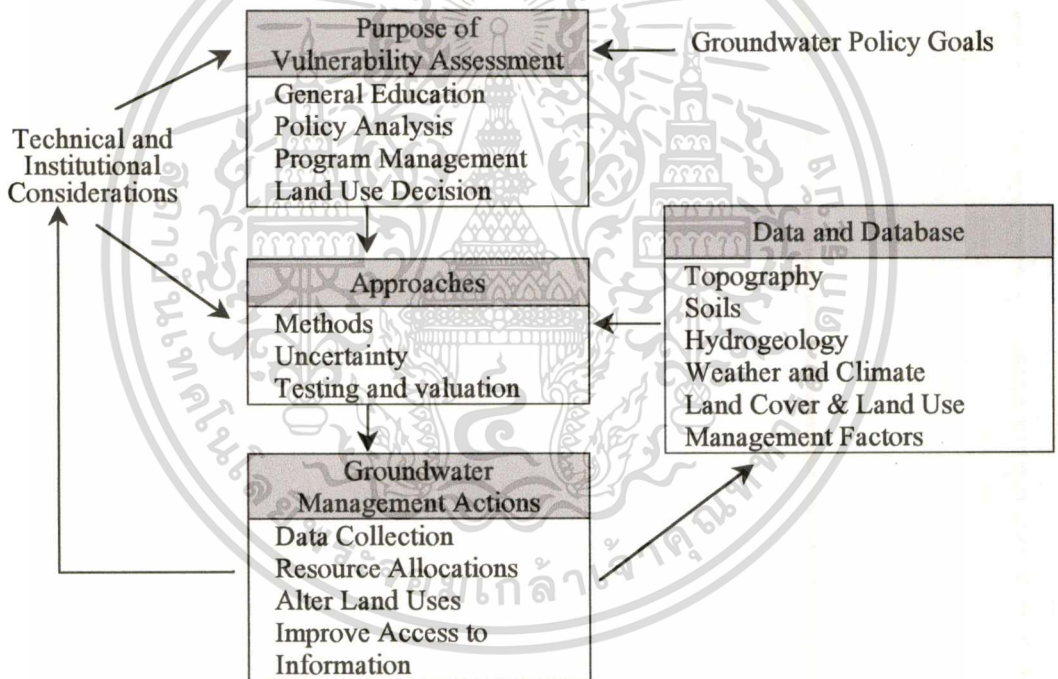 Purpose of
Vulnerability Assessment
General Education
Policy Analysis
Program Management
Land Use Decision
Groundwater Policy Goals
Technical and
Institutional
Considerations
Approaches
Methods
Uncertainty
Testing and valuation
Data and Database
Topography
Soils
Hydrogeology
Weather and Climate
Land Cover & Land Use
Management Factors
Groundwater
Management Actions
Data Collection
Resource Allocations
Alter Land Uses
Improve Access to
Information